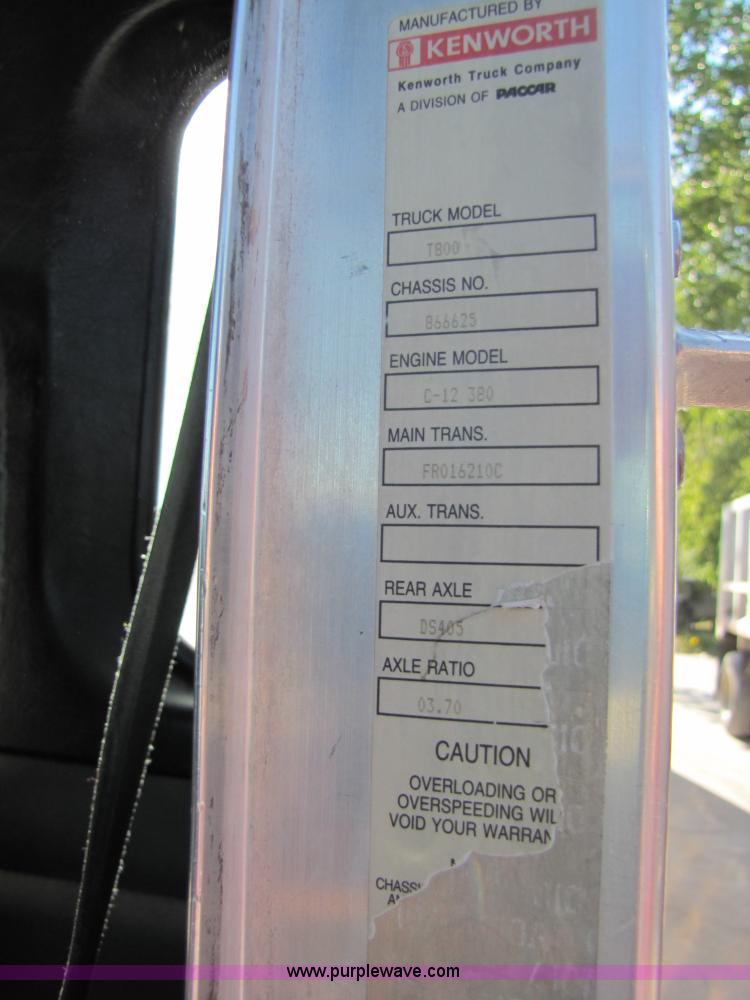 MANUFACTURED BY
KENWORTH
Kenworth Truck Company
A DIVISION OF PACCAR
TRUCK MODEL
T800
CHASSIS NO.
866625
ENGINE MODEL
C-12 380
MAIN TRANS.
FRO16210C
AUX. TRANS.
REAR AXLE
DS405
AXLE RATIO
03.70
CAUTION
OVERLOADING OR
OVERSPEEDING WIL
VOID YOUR WARRAN
CHASS
www.purplewave.com